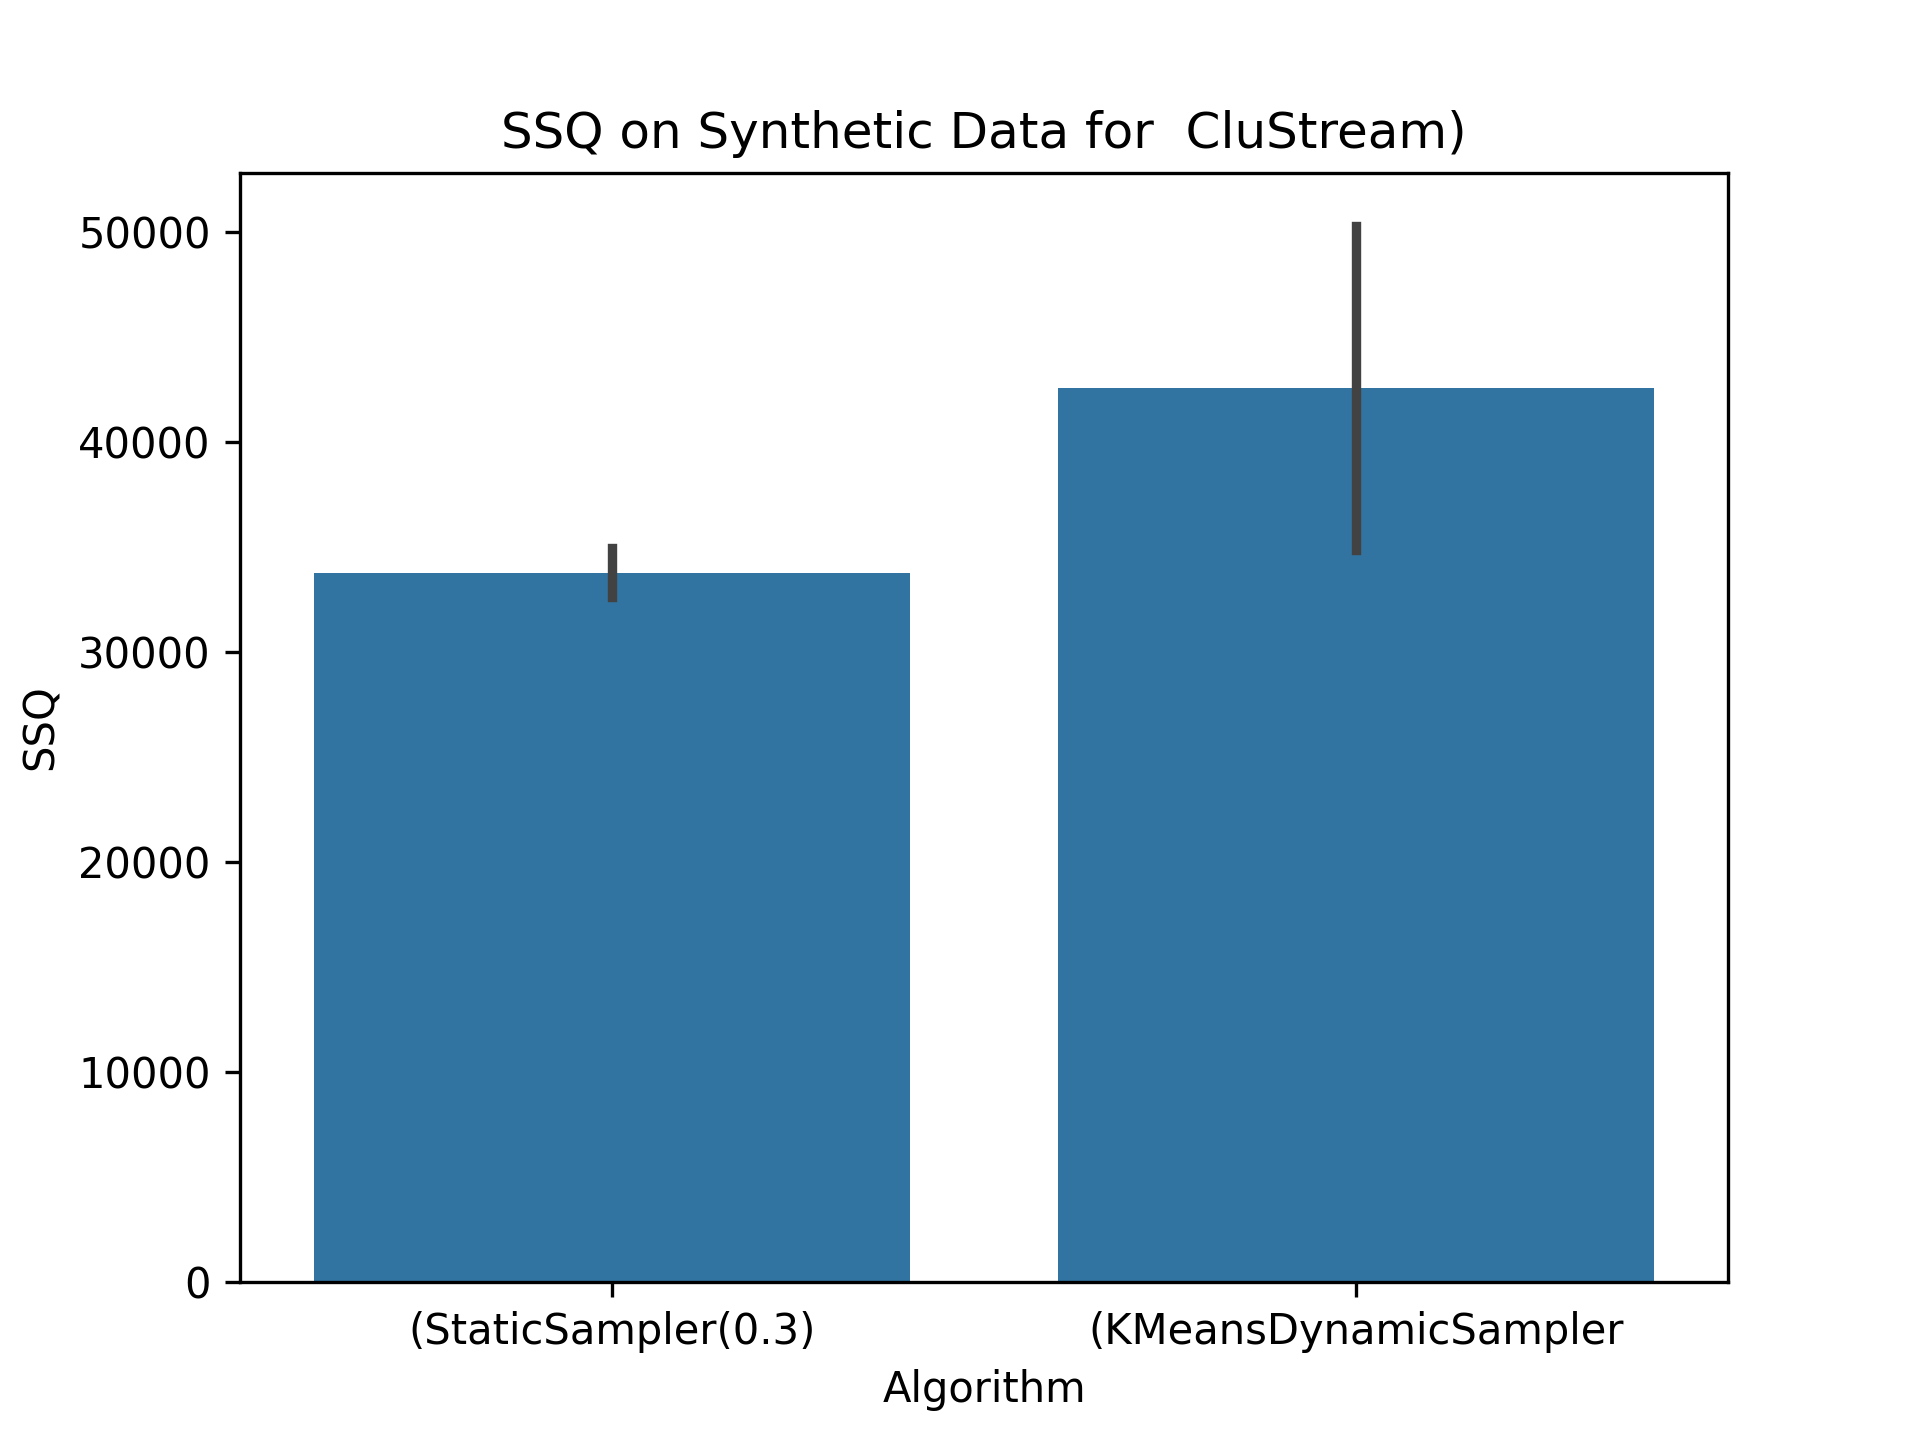 SSQ on Synthetic Data for  CluStream)
50000
40000
30000
20000
10000
0
SSQ
(StaticSampler(0.3)
(KMeansDynamicSampler
Algorithm